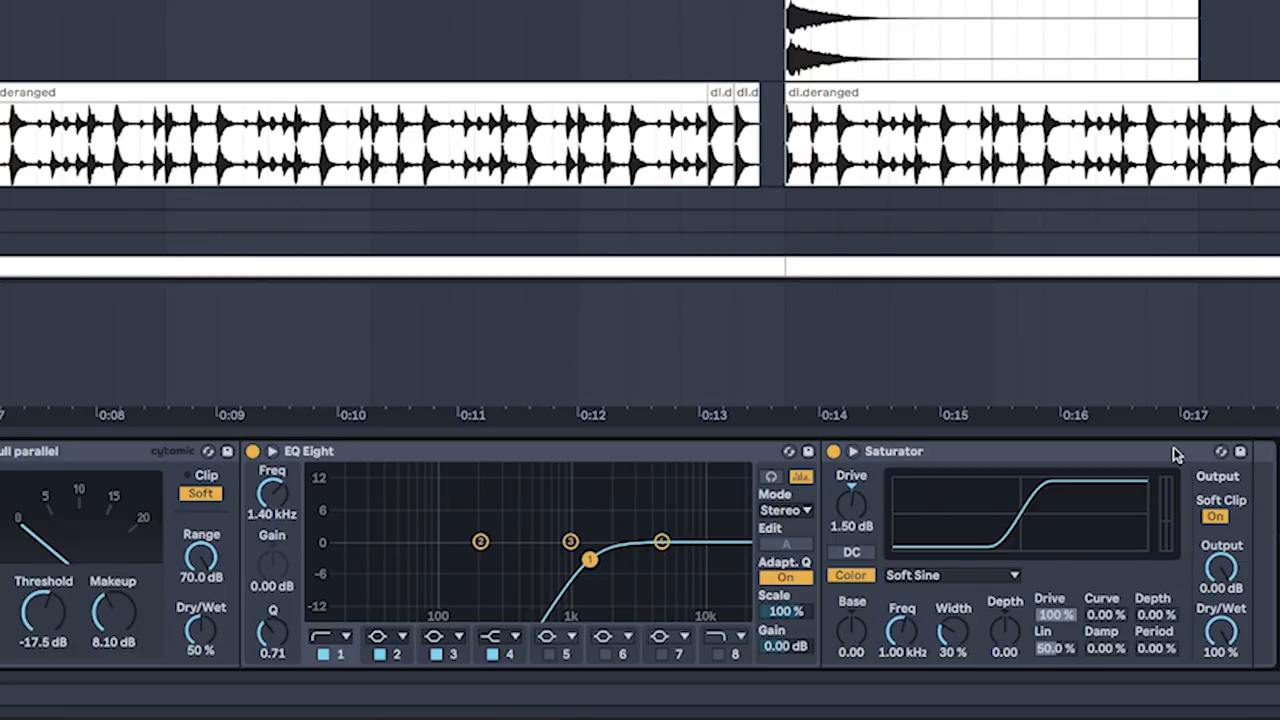 deranged
dl.d
dl.d
dl.deranged
0:08
0:09
0:10
0:11
0:12
0:13
0:14
0:15
0:16
0:17
ull parallel
cytomic
Clip
Soft
0
5
10
15
20
Range
70.0 dB
Threshold
-17.5 dB
Makeup
8.10 dB
Dry/Wet
50 %
EQ Eight
Freq
1.40 kHz
Gain
0.00 dB
Q
0.71
12
6
0
-6
-12
100
1k
10k
2
3
4
1
1
2
3
4
5
6
7
8
Mode
Stereo
Edit
A
Adapt. Q
On
Scale
100 %
Gain
0.00 dB
Saturator
Drive
1.50 dB
DC
Color
Soft Sine
Base
0.00
Freq
1.00 kHz
Width
30 %
Depth
0.00
Drive
100 %
Curve
0.00 %
Depth
0.00 %
Lin
50.0 %
Damp
0.00 %
Period
0.00 %
Output
Soft Clip
On
Output
0.00 dB
Dry/Wet
100 %